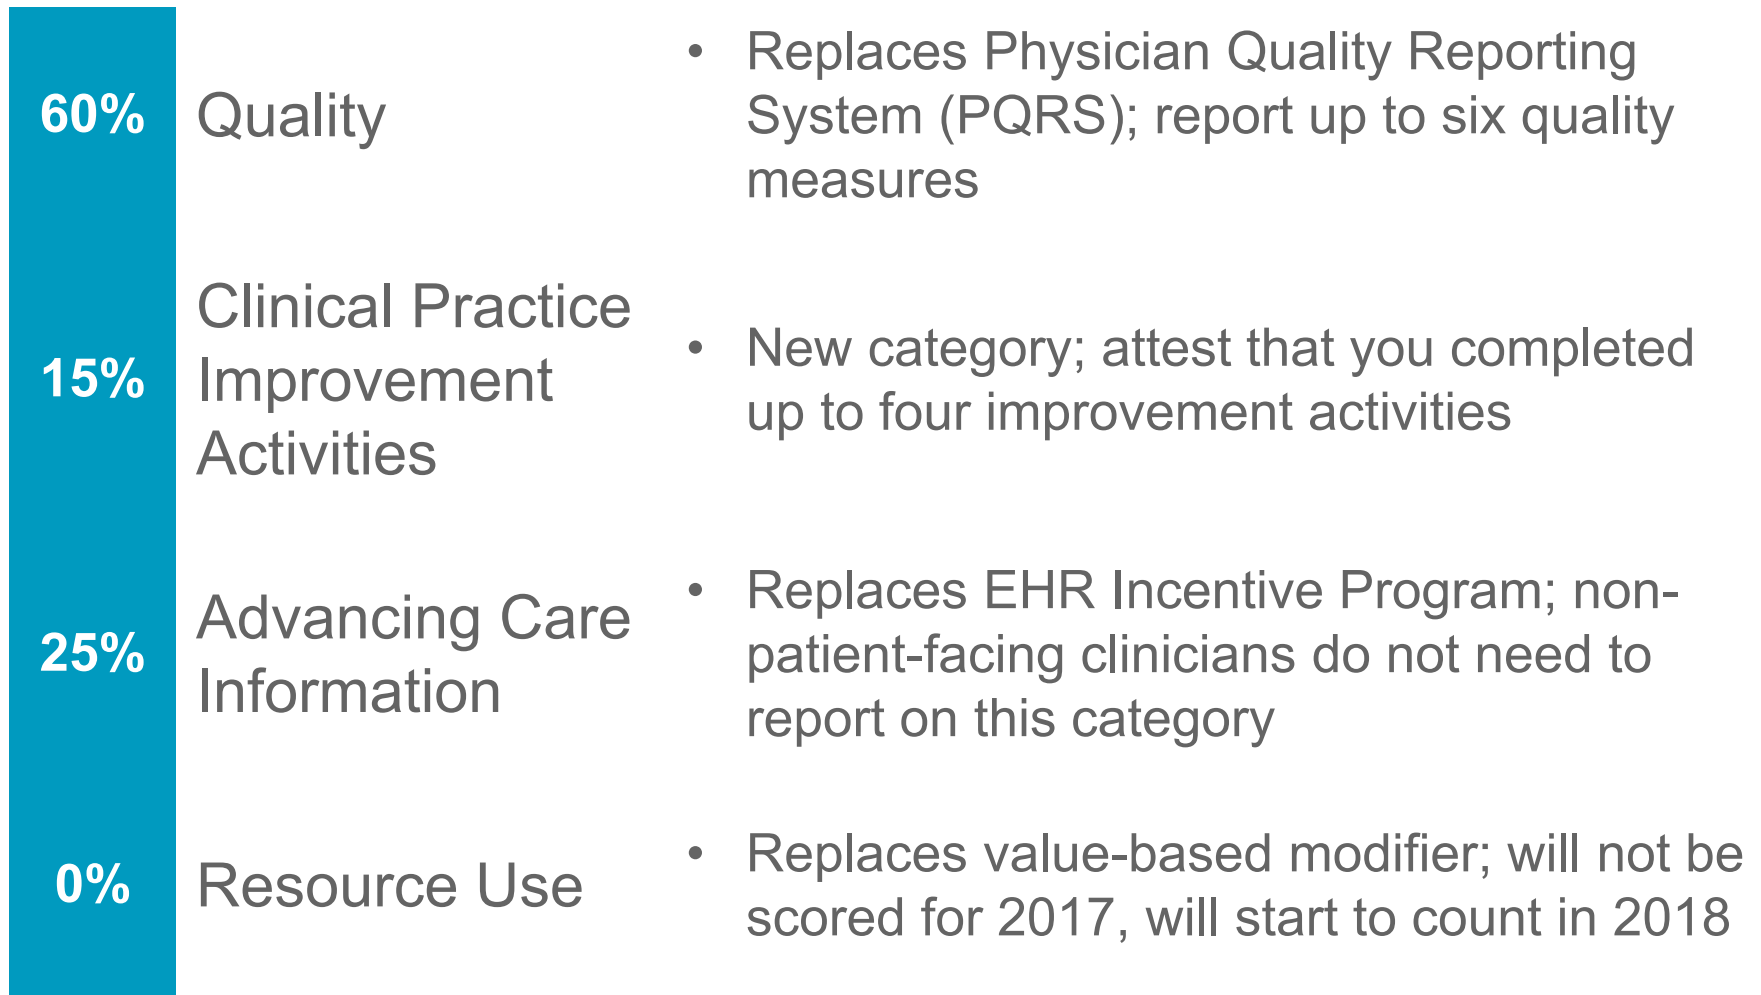 60%
Quality
• Replaces Physician Quality Reporting
System (PQRS); report up to six quality
measures
15%
Clinical Practice
Improvement
Activities
• New category; attest that you completed
up to four improvement activities
25%
Advancing Care
Information
• Replaces EHR Incentive Program; non-
patient-facing clinicians do not need to
report on this category
0%
Resource Use
• Replaces value-based modifier; will not be
scored for 2017, will start to count in 2018